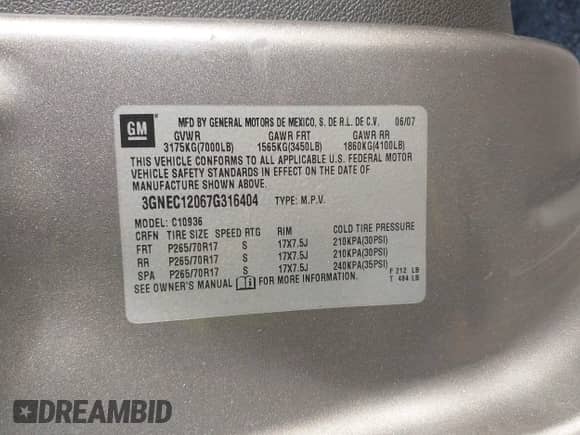 GM
MFD BY GENERAL MOTORS DE MEXICO, S. DE R.L. DE C.V. 06/07
GVWR GAWR FRT GAWR RR
3175KG(7000LB) 1565KG(3450LB) 1860KG(4100LB)
THIS VEHICLE CONFORMS TO ALL APPLICABLE U.S. FEDERAL MOTOR
VEHICLE SAFETY STANDARDS IN EFFECT ON THE DATE OF
MANUFACTURE SHOWN ABOVE.
3GNEC12067G316404 TYPE: M.P.V.
MODEL: C10936
CRFN TIRE SIZE SPEED RTG RIM COLD TIRE PRESSURE
FRT P265/70R17 S 17X7.5J 210KPA(30PSI)
RR P265/70R17 S 17X7.5J 210KPA(30PSI)
SPA P265/70R17 S 17X7.5J 240KPA(35PSI)
SEE OWNER'S MANUAL FOR MORE INFORMATION.
F 212 LB
T 484 LB
DREAMBID